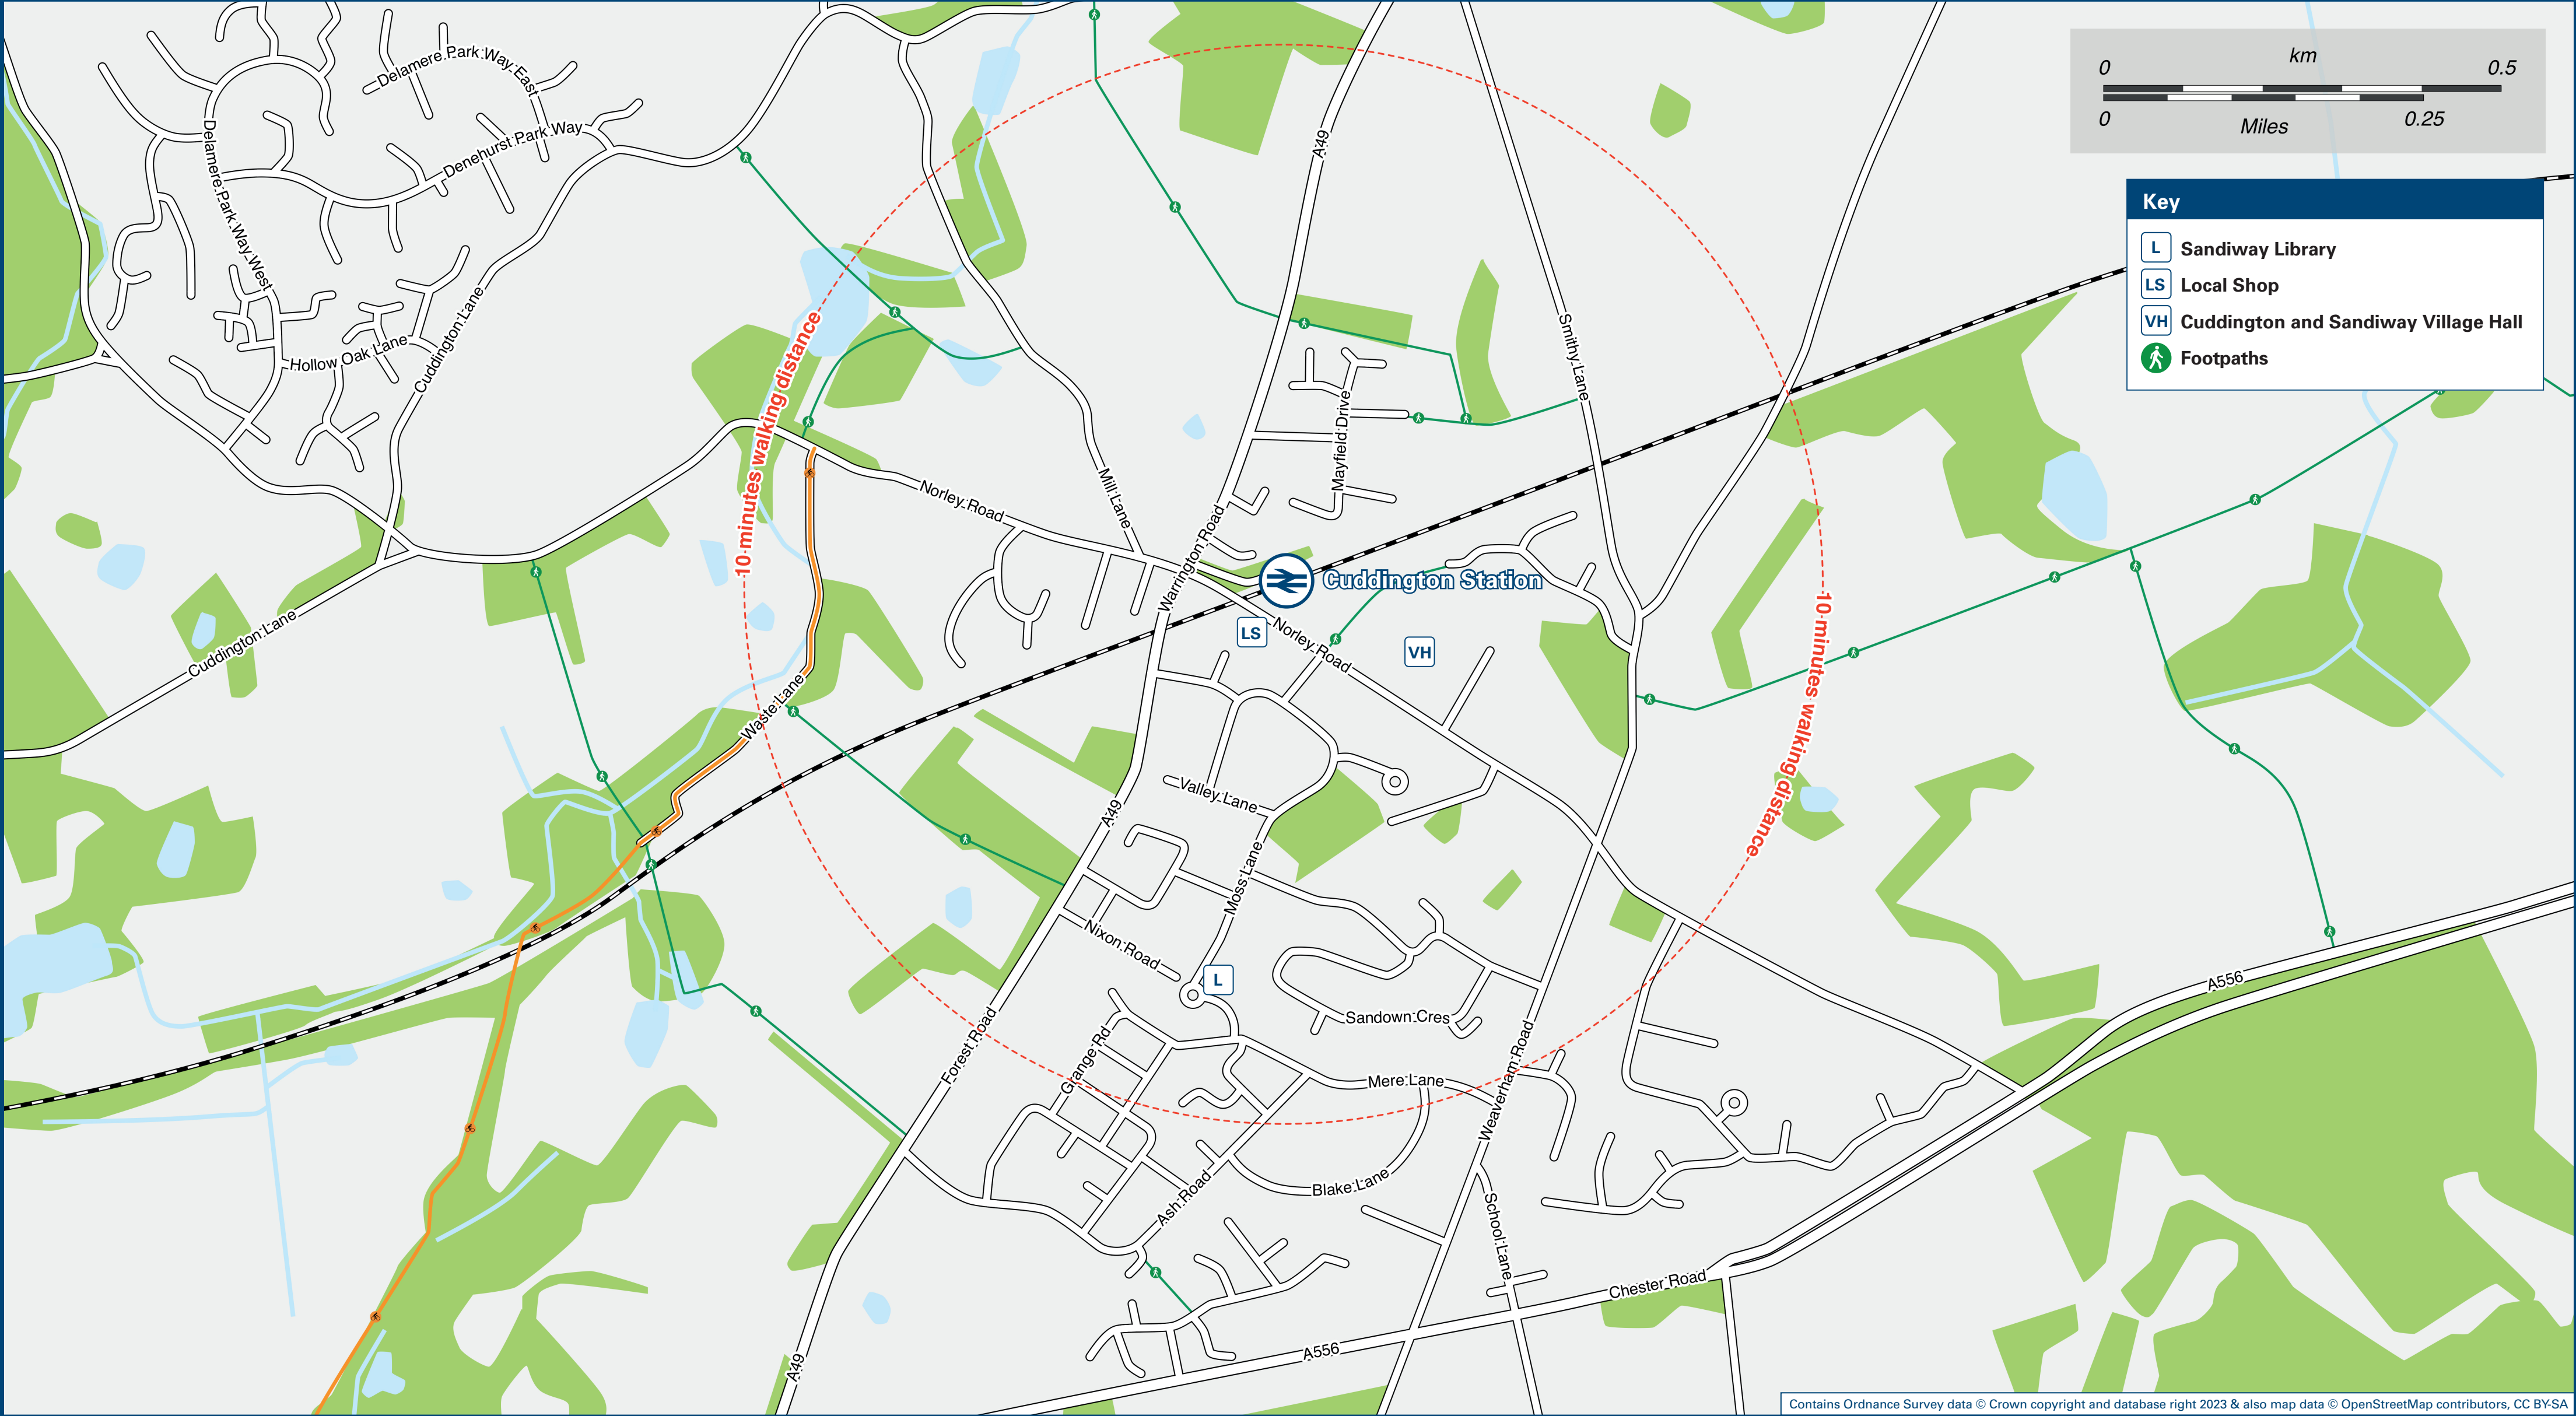 Delamere Park Way East
Denehurst Park Way
Delamere Park Way West
Hollow Oak Lane
Cuddington Lane
A49
Smithy Lane
km
0
0.5
0
Miles
0.25
Key
L Sandiway Library
LS Local Shop
VH Cuddington and Sandiway Village Hall
Footpaths
10 minutes walking distance
Norley Road
Mill Lane
Mayfield Drive
Warrington Road
Cuddington Station
LS
Norley Road
VH
Cuddington Lane
Waste Lane
10 minutes walking distance
Valley Lane
A49
Moss Lane
Nixon Road
L
Sandown Cres
Forest Road
Grange Rd
Mere Lane
Weaverham Road
A556
Ash Road
Blake Lane
School Lane
Chester Road
A556
A49
Contains Ordnance Survey data © Crown copyright and database right 2023 & also map data © OpenStreetMap contributors, CC BY-SA